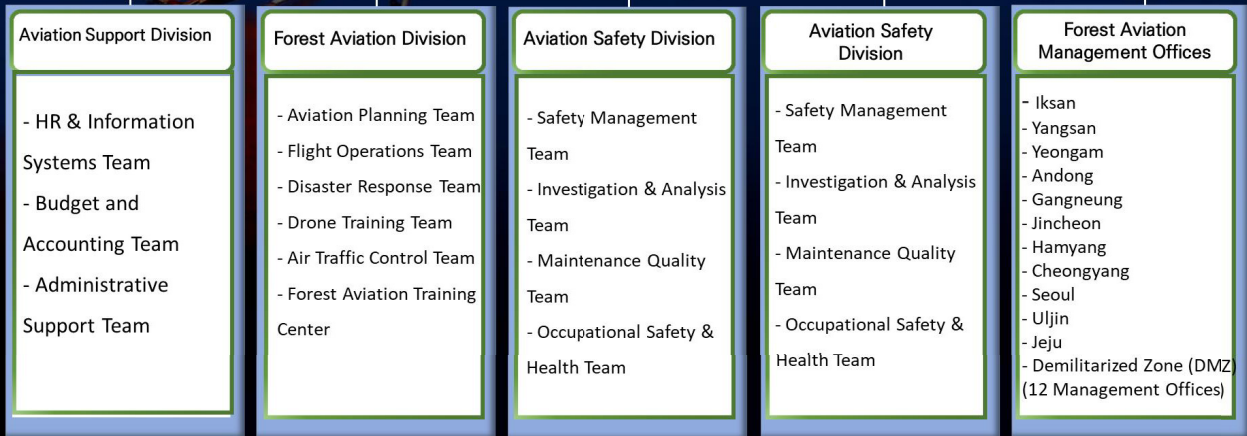 Aviation Support Division
- HR & Information
Systems Team
- Budget and
Accounting Team
- Administrative
Support Team
Forest Aviation Division
- Aviation Planning Team
- Flight Operations Team
- Disaster Response Team
- Drone Training Team
- Air Traffic Control Team
- Forest Aviation Training
Center
Aviation Safety Division
- Safety Management
Team
- Investigation & Analysis
Team
- Maintenance Quality
Team
- Occupational Safety &
Health Team
Aviation Safety
Division
- Safety Management
Team
- Investigation & Analysis
Team
- Maintenance Quality
Team
- Occupational Safety &
Health Team
Forest Aviation
Management Offices
- Iksan
- Yangsan
- Yeongam
- Andong
- Gangneung
- Jincheon
- Hamyang
- Cheongyang
- Seoul
- Uljin
- Jeju
- Demilitarized Zone (DMZ)
(12 Management Offices)